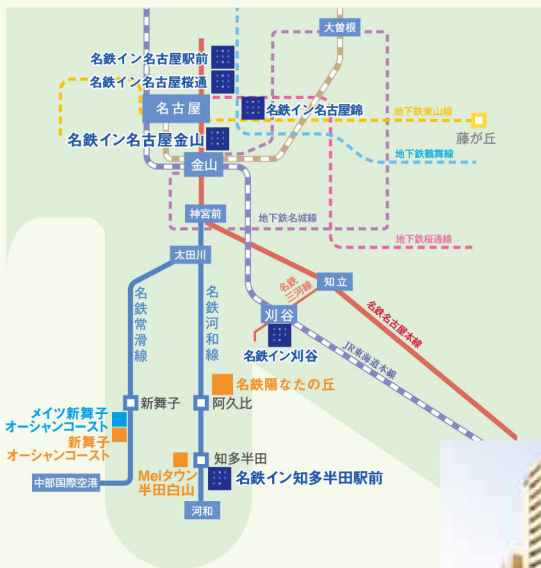 大曽根
名鉄イン名古屋駅前
名鉄イン名古屋桜通
名古屋
名鉄イン名古屋錦
地下鉄東山線
藤が丘
名鉄イン名古屋金山
金山
地下鉄鶴舞線
神宮前
地下鉄名城線
地下鉄桜通線
太田川
名鉄
三河線
知立
名鉄常滑線
名鉄河和線
刈谷
名鉄名古屋本線
名鉄イン刈谷
JR東海道本線
名鉄陽なたの丘
新舞子
阿久比
メイツ新舞子
オーシャンコースト
新舞子
オーシャンコースト
知多半田
Meiタウン
半田白山
名鉄イン知多半田駅前
中部国際空港
河和